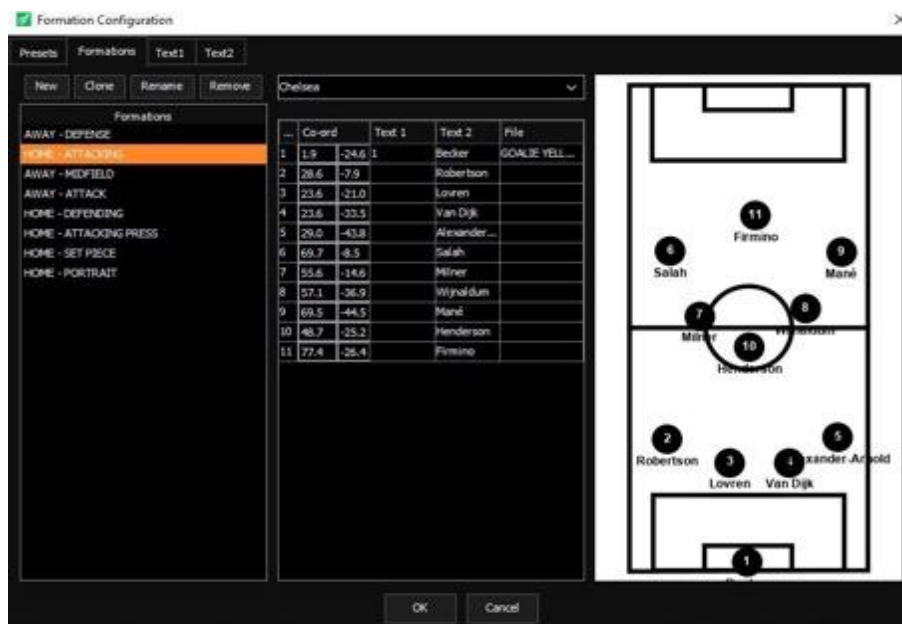 Formation Configuration
Presets Formations Text1 Text2
New Clone Rename Remove
Chelsea
Formations
AWAY - DEFENSE
HOME - ATTACKING
AWAY - MIDFIELD
AWAY - ATTACK
HOME - DEFENDING
HOME - ATTACKING PRESS
HOME - SET PIECE
HOME - PORTRAIT
... Co-ord Text 1 Text 2 File
1 1.9 -24.6 1 Becker GOALIE YELL...
2 28.6 -7.9 Robertson
3 23.6 -21.0 Lovren
4 23.6 -33.5 Van Dijk
5 29.0 -43.8 Alexander...
6 69.7 -8.5 Salah
7 55.6 -14.6 Milner
8 57.1 -36.9 Wijnaldum
9 69.5 -44.5 Mané
10 48.7 -25.2 Henderson
11 77.4 -26.4 Firmino
11
Firmino
6
Salah
9
Mané
7
Milner
8
10
Henderson
2
Robertson
3
Lovren
4
Van Dijk
5
xander-Arnold
1
OK Cancel